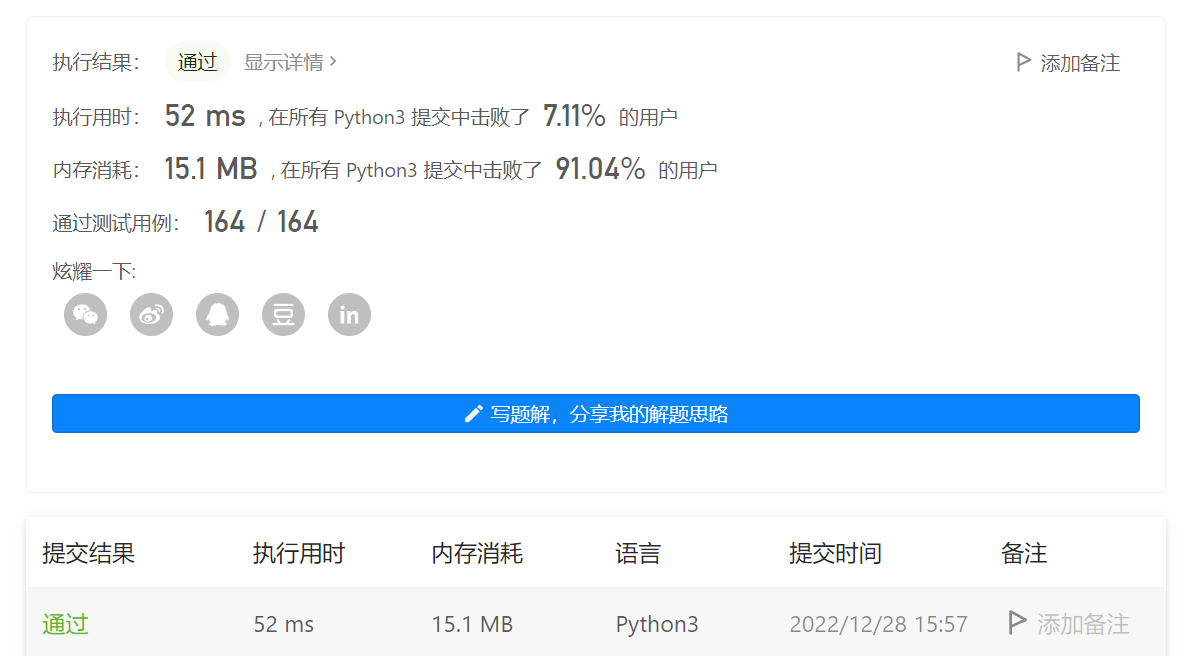 执行结果： 通过 显示详情 › 添加备注
执行用时： 52 ms , 在所有 Python3 提交中击败了 7.11% 的用户
内存消耗： 15.1 MB , 在所有 Python3 提交中击败了 91.04% 的用户
通过测试用例： 164 / 164
炫耀一下:
豆 in
写题解，分享我的解题思路
提交结果 执行用时 内存消耗 语言 提交时间 备注
通过 52 ms 15.1 MB Python3 2022/12/28 15:57 添加备注